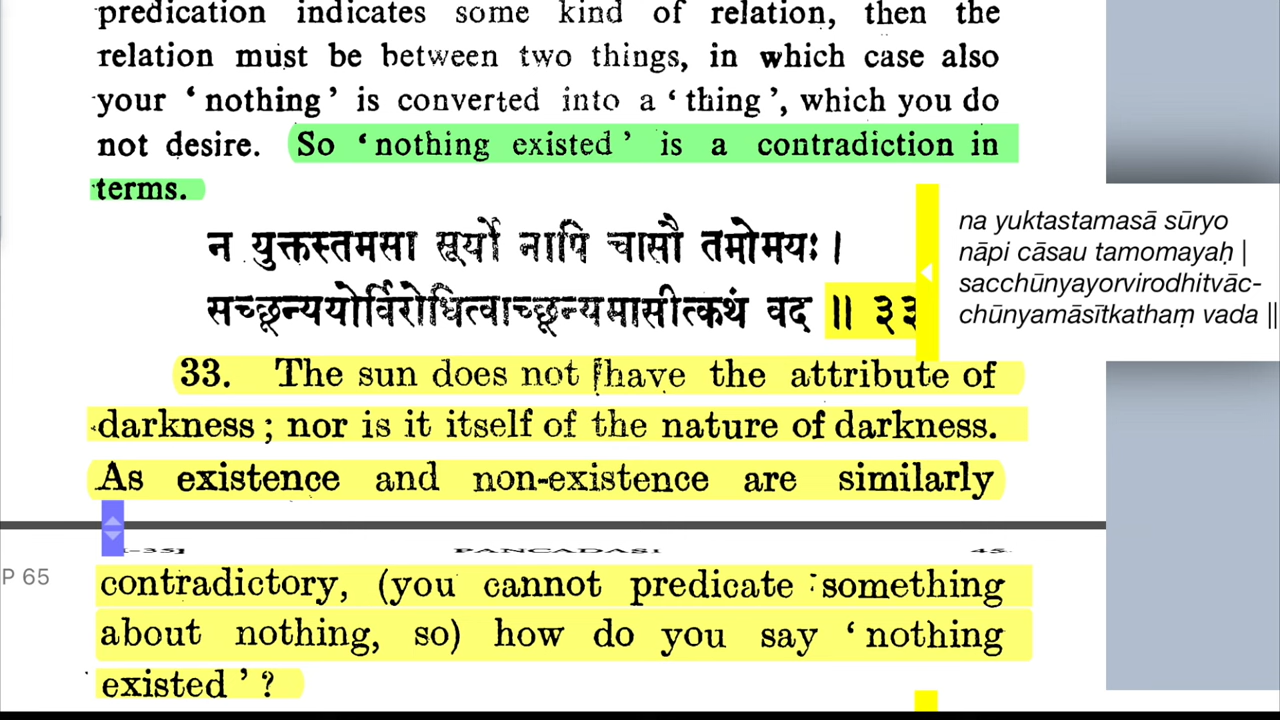 predication indicates some kind of relation, then the
relation must be between two things, in which case also
your ‘nothing’ is converted into a ‘thing’, which you do
not desire. So ‘nothing existed’ is a contradiction in
terms.
न युक्तस्तमसा सूर्यो नापि चासौ तमोमयः ।
सच्छून्ययोर्विरोधित्वाच्छून्यमासीत्कथं वद ॥ ३३
na yuktastamasā sūryo
nāpi cāsau tamomayaḥ |
sacchūnyayorvirodhitvāc-
chūnyamāsītkathaṃ vada ||
33. The sun does not have the attribute of
darkness ; nor is it itself of the nature of darkness.
As existence and non-existence are similarly
-35] PANCADASI 45
P 65
contradictory, (you cannot predicate something
about nothing, so) how do you say ‘nothing
existed’ ?